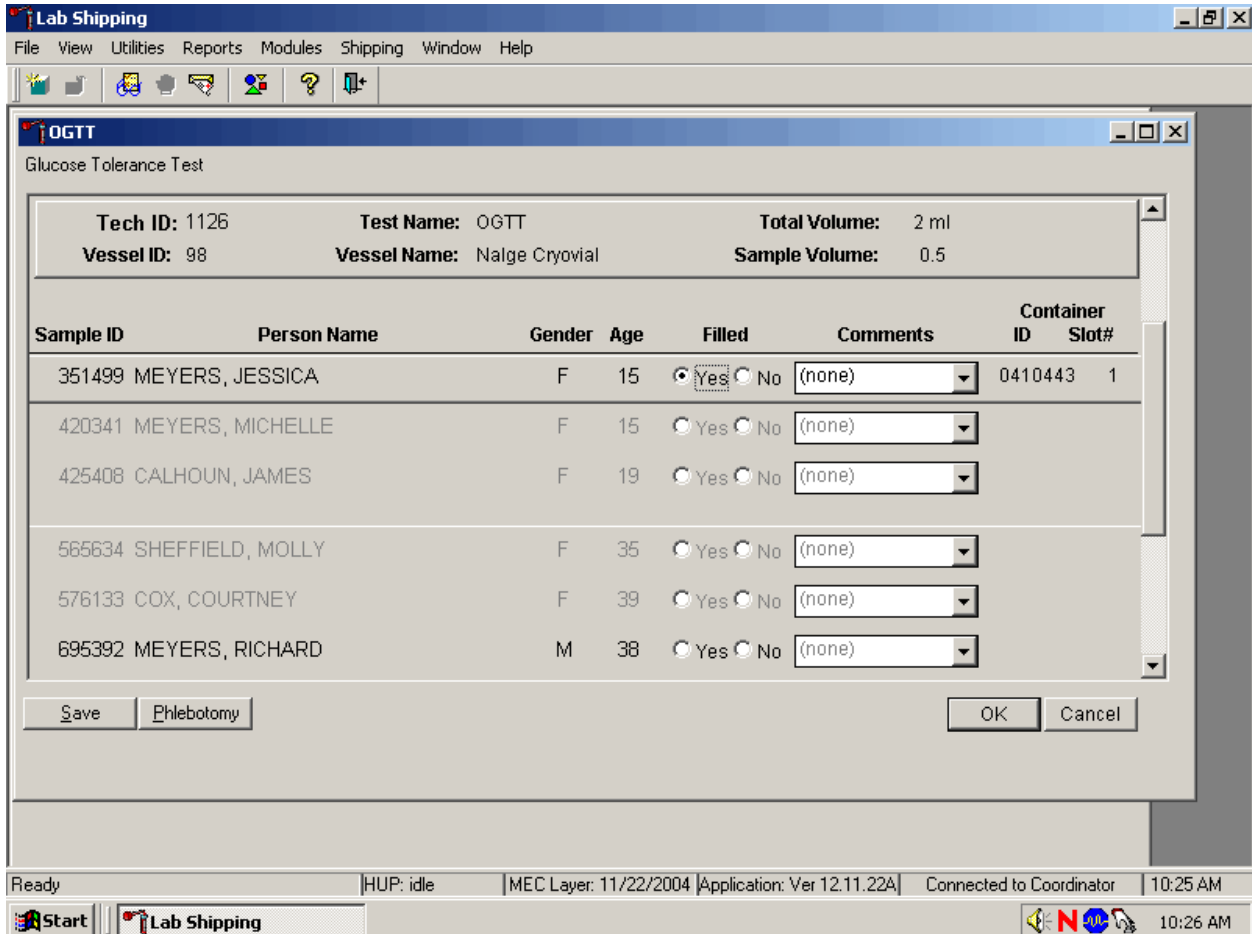 Lab Shipping
File View Utilities Reports Modules Shipping Window Help
OGTT
Glucose Tolerance Test
Tech ID: 1126 Test Name: OGTT Total Volume: 2 ml
Vessel ID: 98 Vessel Name: Nalge Cryovial Sample Volume: 0.5
Container
Sample ID Person Name Gender Age Filled Comments ID Slot#
351499 MEYERS, JESSICA F 15 Yes No (none) 0410443 1
420341 MEYERS, MICHELLE F 15 Yes No (none)
425408 CALHOUN, JAMES F 19 Yes No (none)
565634 SHEFFIELD, MOLLY F 35 Yes No (none)
576133 COX, COURTNEY F 39 Yes No (none)
695392 MEYERS, RICHARD M 38 Yes No (none)
Save Phlebotomy OK Cancel
Ready HUP: idle MEC Layer: 11/22/2004 Application: Ver 12.11.22A Connected to Coordinator 10:25 AM
Start Lab Shipping N 10:26 AM